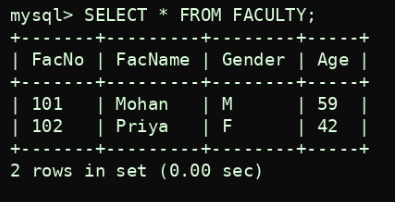 mysql> SELECT * FROM FACULTY;
+-------+---------+--------+-----+
| FacNo | FacName | Gender | Age |
+-------+---------+--------+-----+
| 101   | Mohan   | M      | 59  |
| 102   | Priya   | F      | 42  |
+-------+---------+--------+-----+
2 rows in set (0.00 sec)